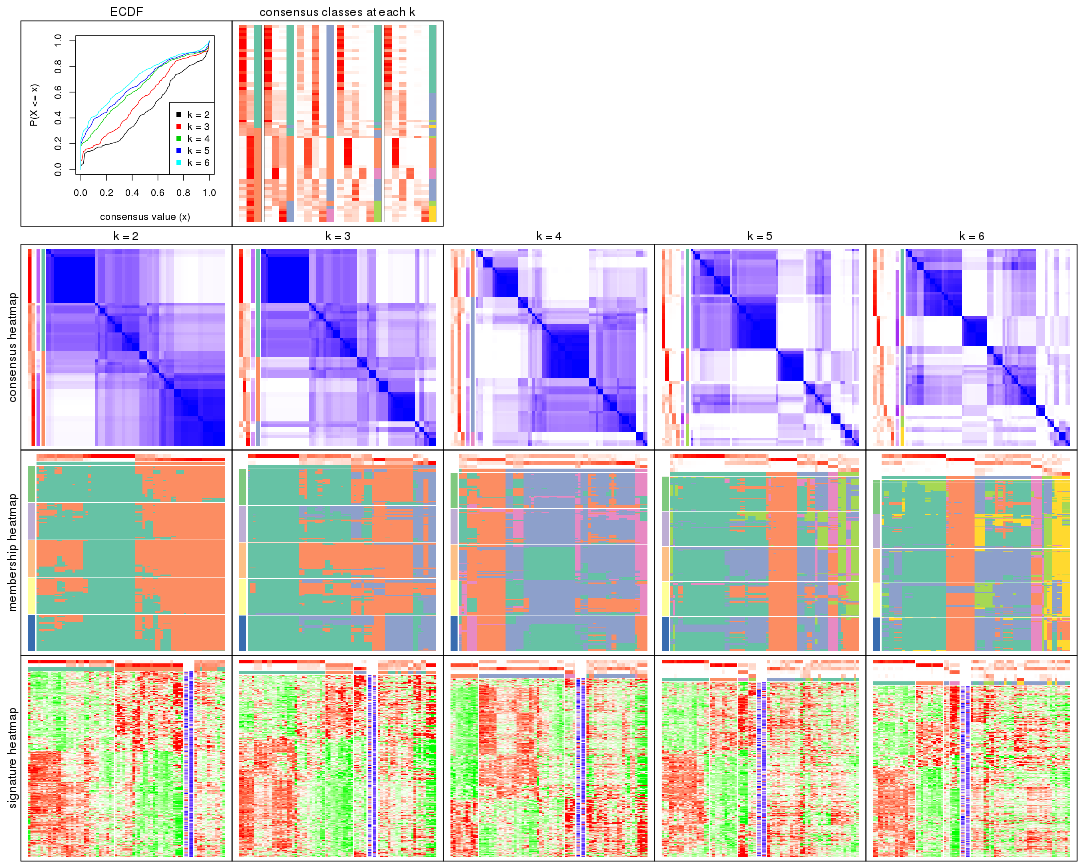 ECDF
consensus classes at each k
P(X <= x)
0.0 0.2 0.4 0.6 0.8 1.0
k = 2
k = 3
k = 4
k = 5
k = 6
0.0 0.2 0.4 0.6 0.8 1.0
consensus value (x)
k = 2 k = 3 k = 4 k = 5 k = 6
consensus heatmap
membership heatmap
signature heatmap